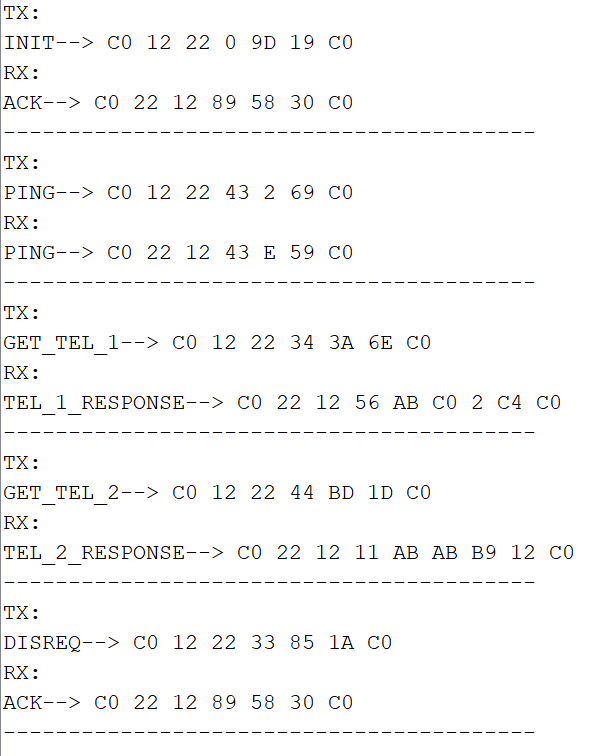 TX:
INIT--> C0 12 22 0 9D 19 C0
RX:
ACK--> C0 22 12 89 58 30 C0
-----------------------------------------
TX:
PING--> C0 12 22 43 2 69 C0
RX:
PING--> C0 22 12 43 E 59 C0
-----------------------------------------
TX:
GET_TEL_1--> C0 12 22 34 3A 6E C0
RX:
TEL_1_RESPONSE--> C0 22 12 56 AB C0 2 C4 C0
-----------------------------------------
TX:
GET_TEL_2--> C0 12 22 44 BD 1D C0
RX:
TEL_2_RESPONSE--> C0 22 12 11 AB AB B9 12 C0
-----------------------------------------
TX:
DISREQ--> C0 12 22 33 85 1A C0
RX:
ACK--> C0 22 12 89 58 30 C0
-----------------------------------------